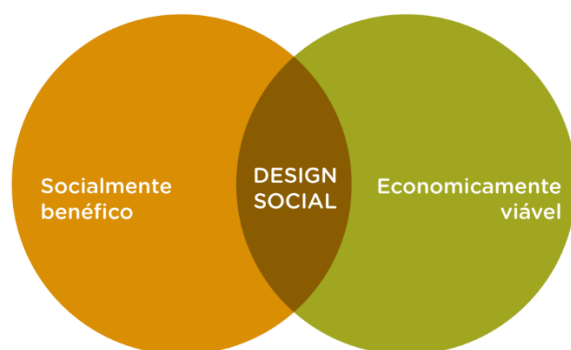 Socialmente
benéfico
DESIGN
SOCIAL
Economicamente
viável